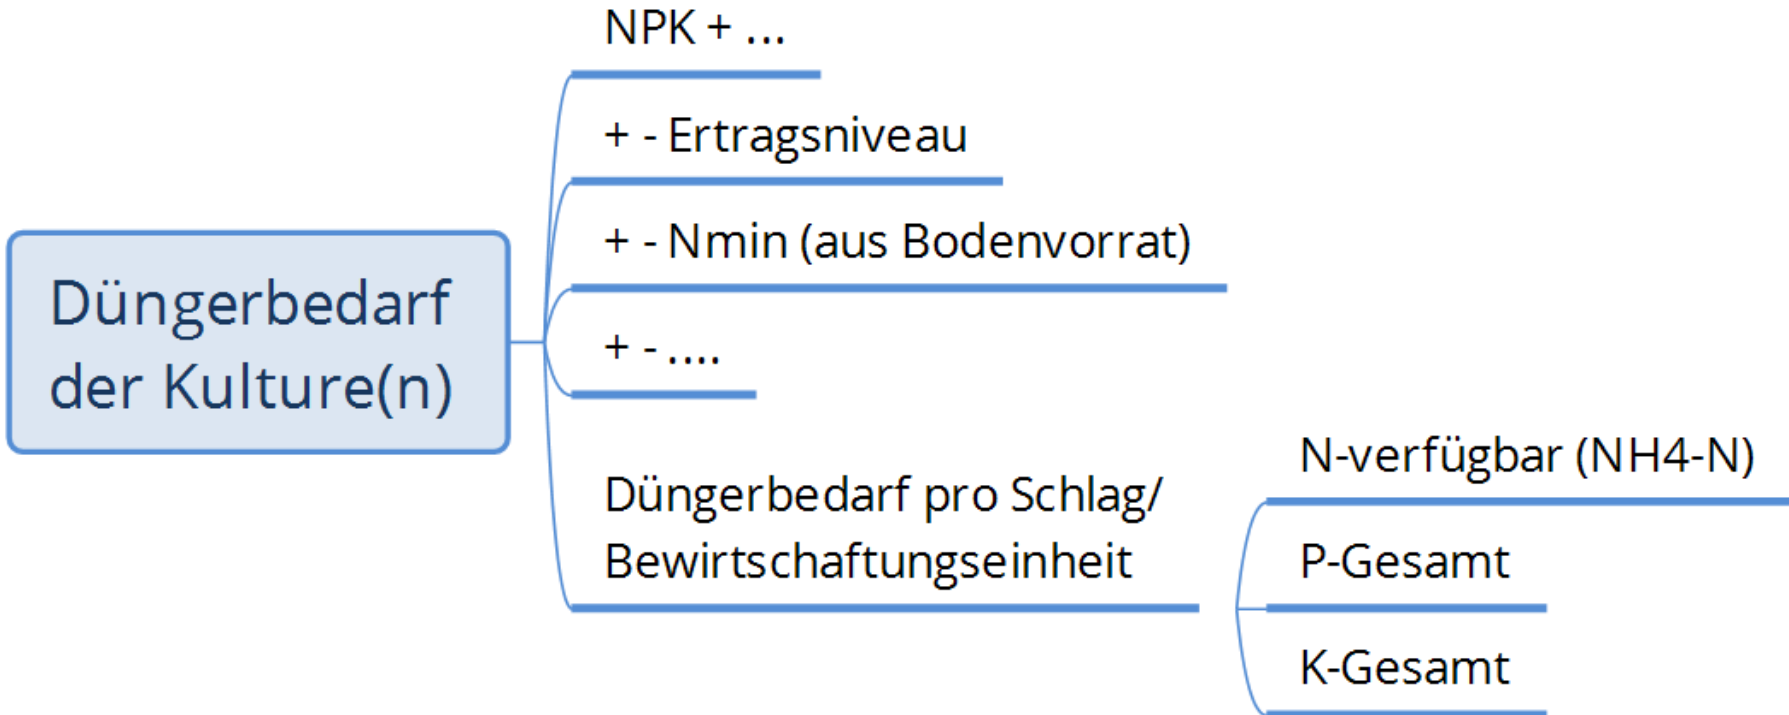 Düngerbedarf
der Kulture(n)
NPK + ...
+ - Ertragsniveau
+ - Nmin (aus Bodenvorrat)
+ - ....
Düngerbedarf pro Schlag/
Bewirtschaftungseinheit
N-verfügbar (NH4-N)
P-Gesamt
K-Gesamt